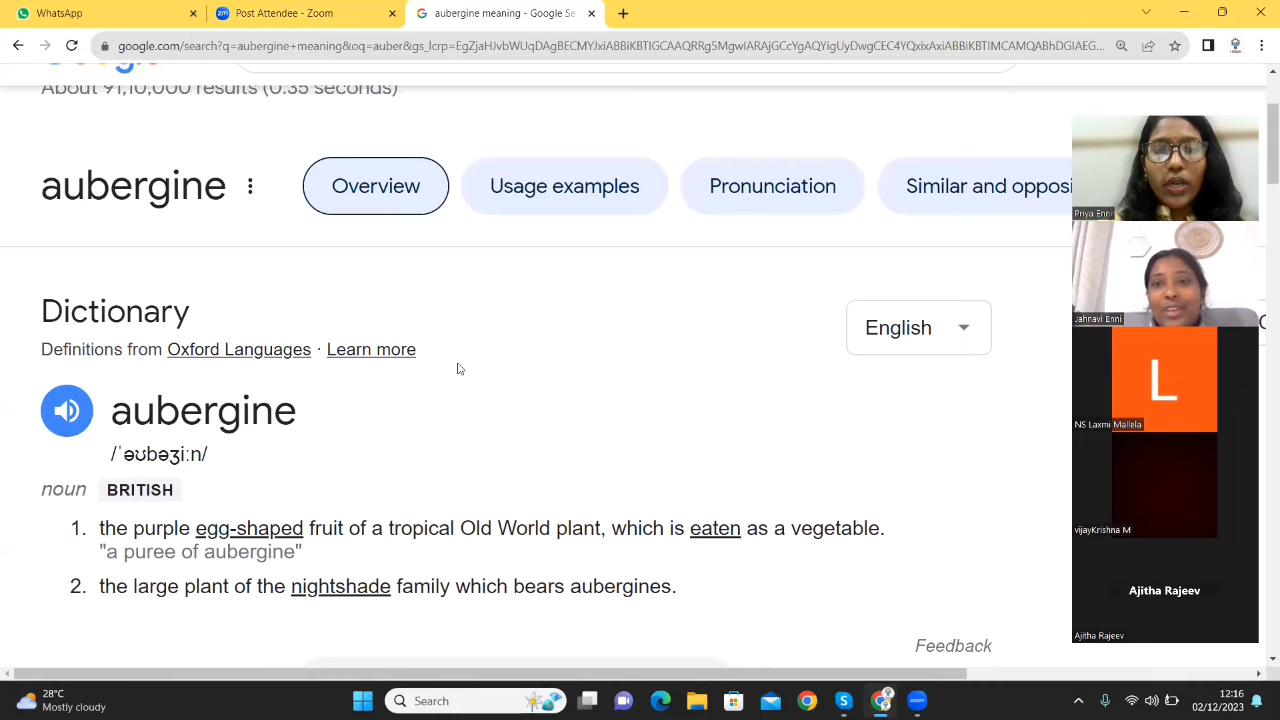 WhatsApp
Post Attendee - Zoom
aubergine meaning - Google Se
google.com/search?q=aubergine+meaning&oq=auber&gs_lcrp=
About 91,10,000 results (0.35 seconds)
aubergine
Overview
Usage examples
Pronunciation
Similar and opposi
Priya Enni
Dictionary
English
Definitions from Oxford Languages · Learn more
Jahnavi Enni
aubergine
/ˈəʊbəʒiːn/
L
NS Laxmi Mallela
noun BRITISH
1. the purple egg-shaped fruit of a tropical Old World plant, which is eaten as a vegetable.
"a puree of aubergine"
vijayKrishna M
2. the large plant of the nightshade family which bears aubergines.
Ajitha Rajeev
Ajitha Rajeev
Feedback
28°C
Mostly cloudy
Search
zoom
12:16
02/12/2023